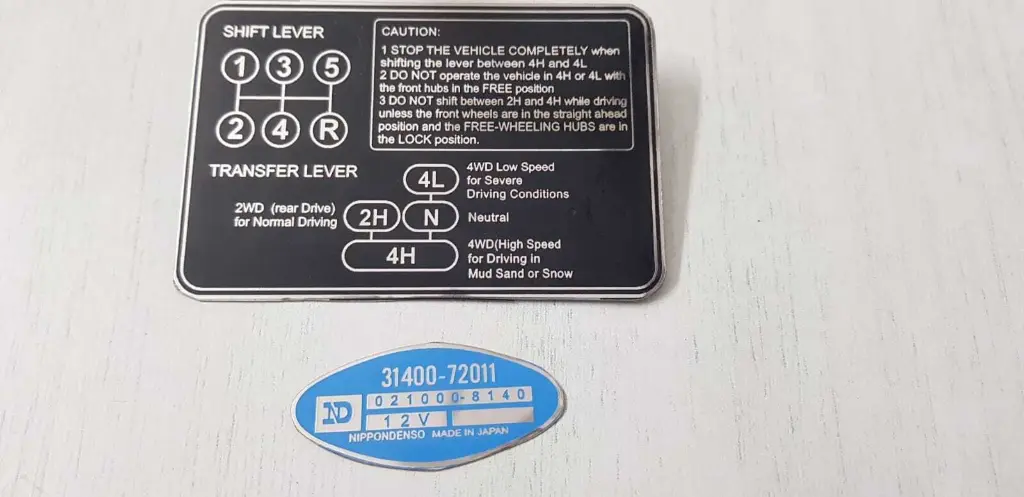 SHIFT LEVER
1 3 5
2 4 R
CAUTION:
1 STOP THE VEHICLE COMPLETELY when
shifting the lever between 4H and 4L
2 DO NOT operate the vehicle in 4H or 4L with
the front hubs in the FREE position
3 DO NOT shift between 2H and 4H while driving
unless the front wheels are in the straight ahead
position and the FREE-WHEELING HUBS are in
the LOCK position.
TRANSFER LEVER
4L
4WD Low Speed
for Severe
Driving Conditions
2WD (rear Drive)
for Normal Driving
2H N
Neutral
4H
4WD(High Speed
for Driving in
Mud Sand or Snow
31400-72011
ND
021000-8140
12V
NIPPONDENSO MADE IN JAPAN